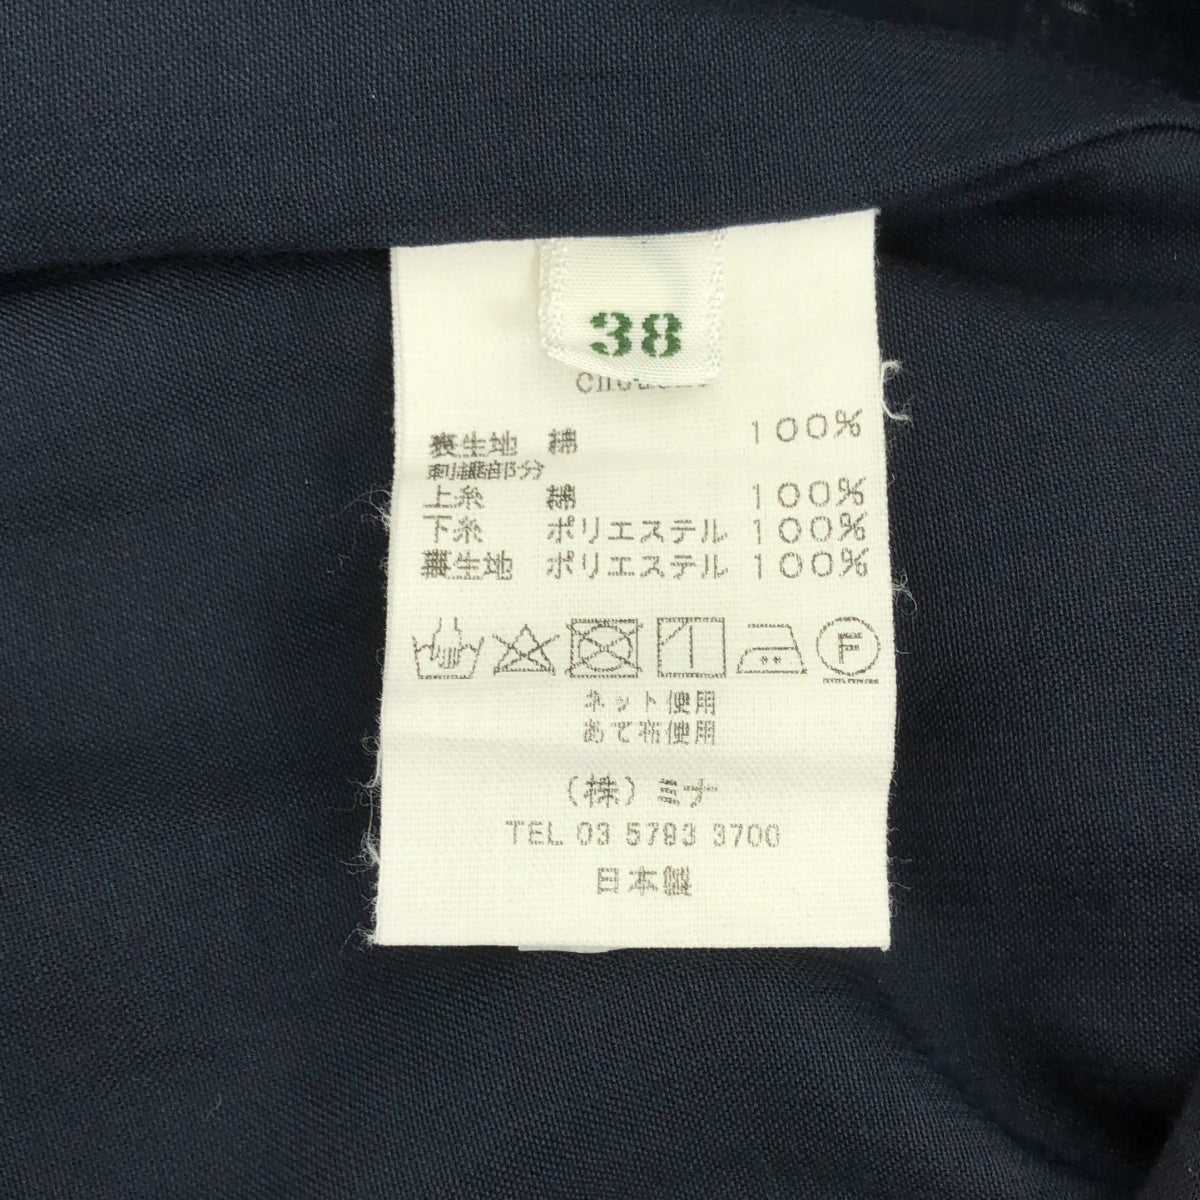 38
表生地 綿 100%
刺繍部分
上糸 綿 100%
下糸 ポリエステル 100%
裏生地 ポリエステル 100%
F
ネット使用
あて布使用
(株)ミナ
TEL 03 5793 3700
日本製